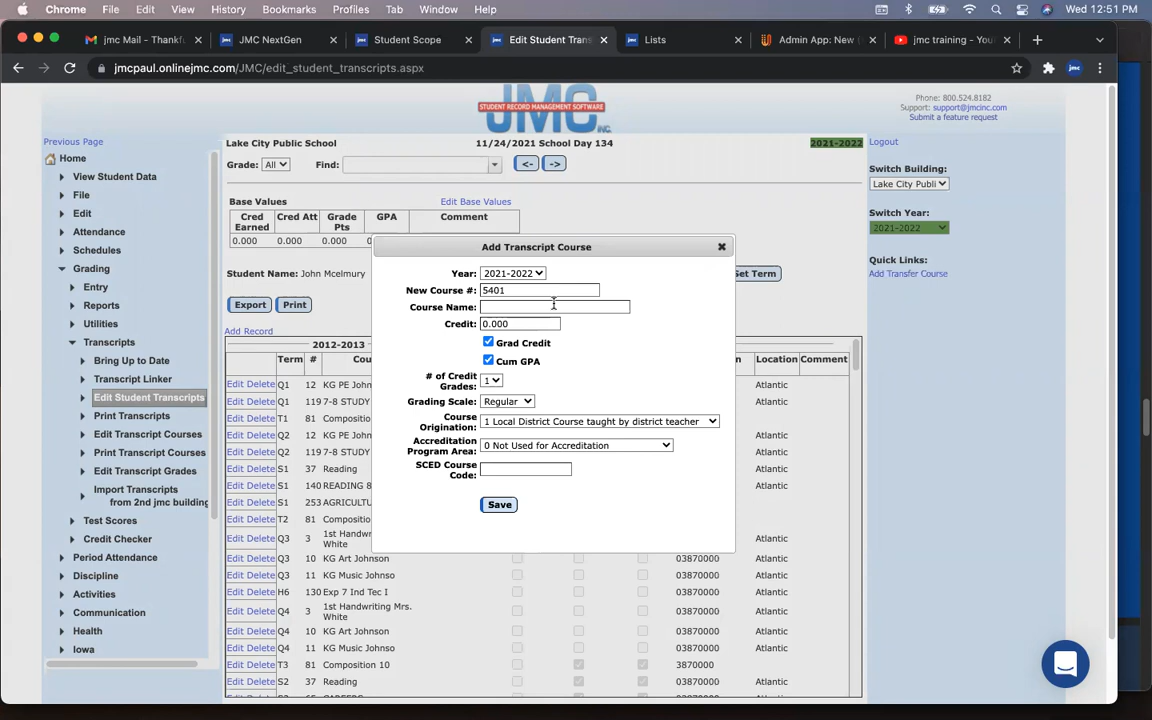 Chrome File Edit View History Bookmarks Profiles Tab Window Help Wed 12:51 PM
jmc Mail - Thankfu JMC NextGen Student Scope Edit Student Trans Lists Admin App: New ( jmc training - You
jmcpaul.onlinejmc.com/JMC/edit_student_transcripts.aspx jmc
JMC
STUDENT RECORD MANAGEMENT SOFTWARE
INC.
Phone: 800.524.8182
Support: support@jmcinc.com
Submit a feature request
Previous Page
Lake City Public School 11/24/2021 School Day 134 2021-2022
Logout
Home
View Student Data
File
Edit
Attendance
Schedules
Grading
Entry
Reports
Utilities
Transcripts
Bring Up to Date
Transcript Linker
Edit Student Transcripts
Print Transcripts
Edit Transcript Courses
Print Transcript Courses
Edit Transcript Grades
Import Transcripts
from 2nd jmc building
Test Scores
Credit Checker
Period Attendance
Discipline
Activities
Communication
Health
Iowa
Grade: All Find: <- ->
Base Values Edit Base Values
Cred Earned Cred Att Grade Pts GPA Comment
0.000 0.000 0.000 0
Student Name: John Mcelmury Set Term
Export Print
Add Record
2012-2013
Term # Cou n Location Comment
Edit Delete Q1 12 KG PE John Atlantic
Edit Delete Q1 119 7-8 STUDY Atlantic
Edit Delete T1 81 Composition Atlantic
Edit Delete Q2 12 KG PE John Atlantic
Edit Delete Q2 119 7-8 STUDY Atlantic
Edit Delete S1 37 Reading Atlantic
Edit Delete S1 140 READING 8 Atlantic
Edit Delete S1 253 AGRICULTU Atlantic
Edit Delete T2 81 Composition
Edit Delete Q3 3 1st Handwr
White Atlantic
Edit Delete Q3 10 KG Art Johnson 03870000 Atlantic
Edit Delete Q3 11 KG Music Johnso 03870000 Atlantic
Edit Delete H6 130 Exp 7 Ind Tec I 03870000 Atlantic
Edit Delete Q4 3 1st Handwriting Mrs.
White 03870000 Atlantic
Edit Delete Q4 10 KG Art Johnson 03870000 Atlantic
Edit Delete Q4 11 KG Music Johnso 03870000 Atlantic
Edit Delete T3 81 Composition 10 3870000
Edit Delete S2 37 Reading 03870000 Atlantic
Add Transcript Course
Year: 2021-2022
New Course #: 5401
Course Name:
Credit: 0.000
Grad Credit
Cum GPA
# of Credit
Grades: 1
Grading Scale: Regular
Course
Origination: 1 Local District Course taught by district teacher
Accreditation
Program Area: 0 Not Used for Accreditation
SCED Course
Code:
Save
Switch Building:
Lake City Publi
Switch Year:
2021-2022
Quick Links:
Add Transfer Course